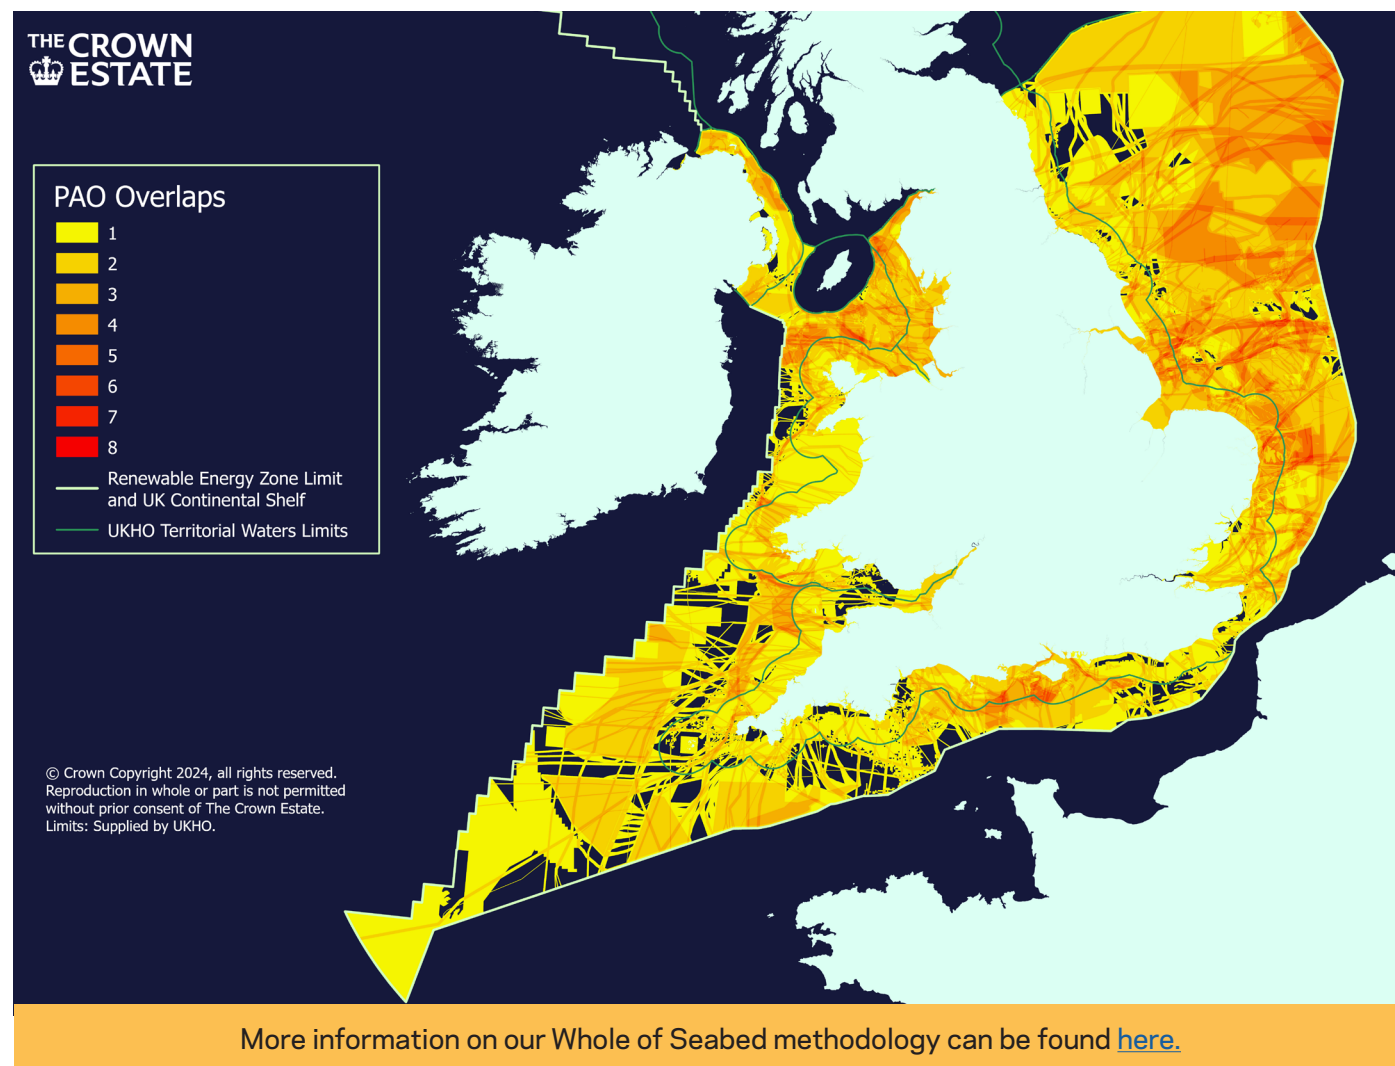 THE CROWN
ESTATE
PAO Overlaps
1
2
3
4
5
6
7
8
Renewable Energy Zone Limit
and UK Continental Shelf
UKHO Territorial Waters Limits
© Crown Copyright 2024, all rights reserved.
Reproduction in whole or part is not permitted
without prior consent of The Crown Estate.
Limits: Supplied by UKHO.
More information on our Whole of Seabed methodology can be found here.